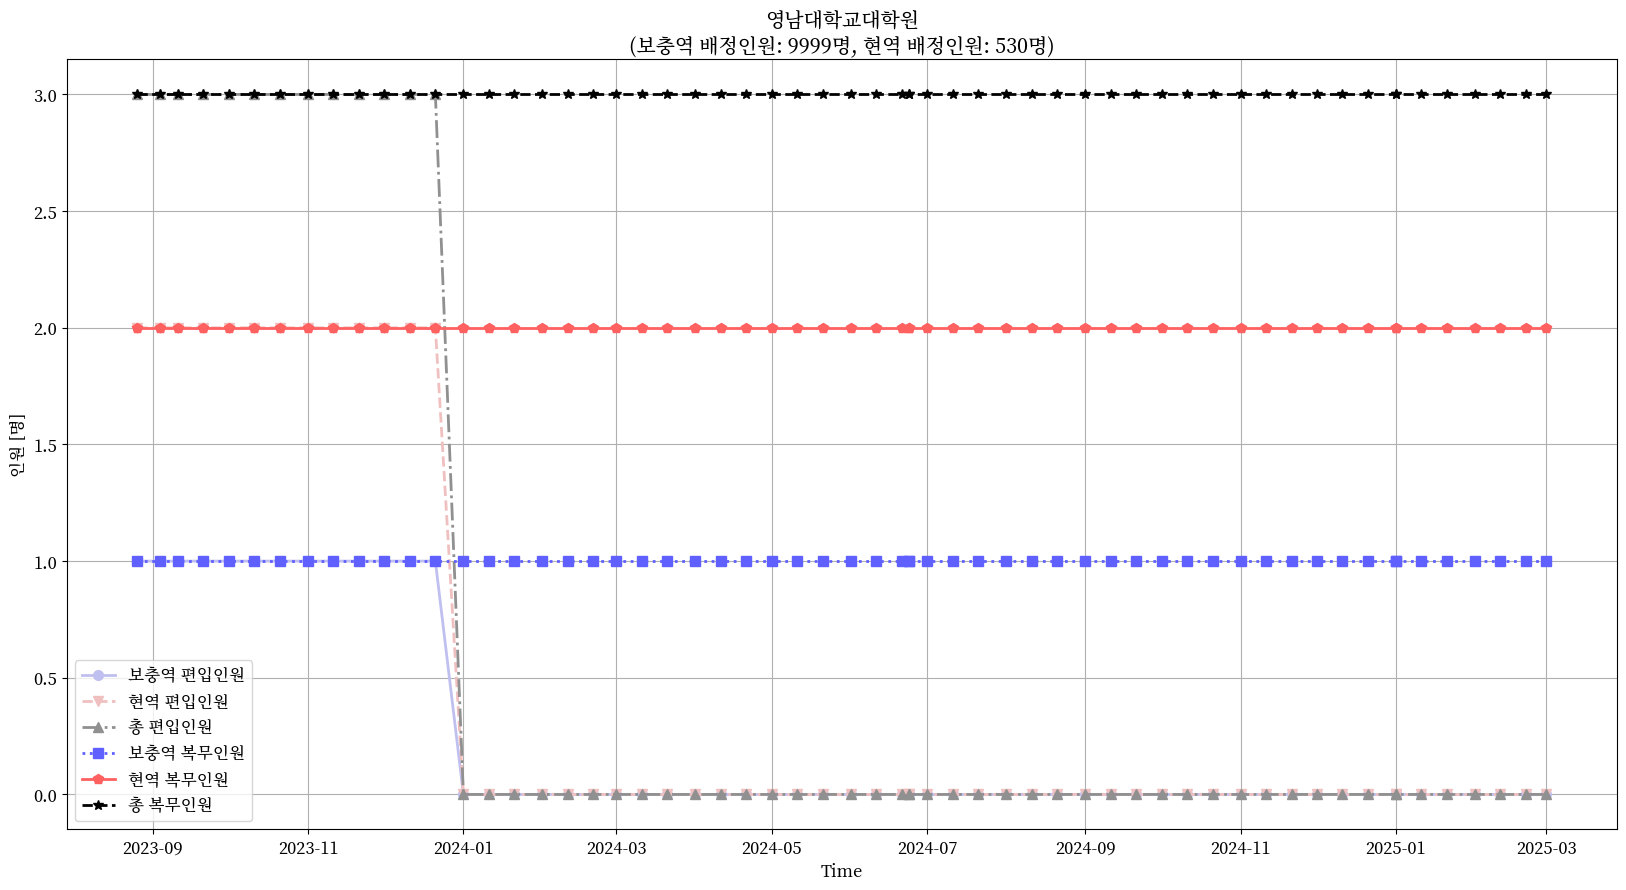 영남대학교대학원
(보충역 배정인원: 9999명, 현역 배정인원: 530명)
인원 [명]
3.0
2.5
2.0
1.5
1.0
0.5
0.0
보충역 편입인원
현역 편입인원
총 편입인원
보충역 복무인원
현역 복무인원
총 복무인원
2023-09 2023-11 2024-01 2024-03 2024-05 2024-07 2024-09 2024-11 2025-01 2025-03
Time